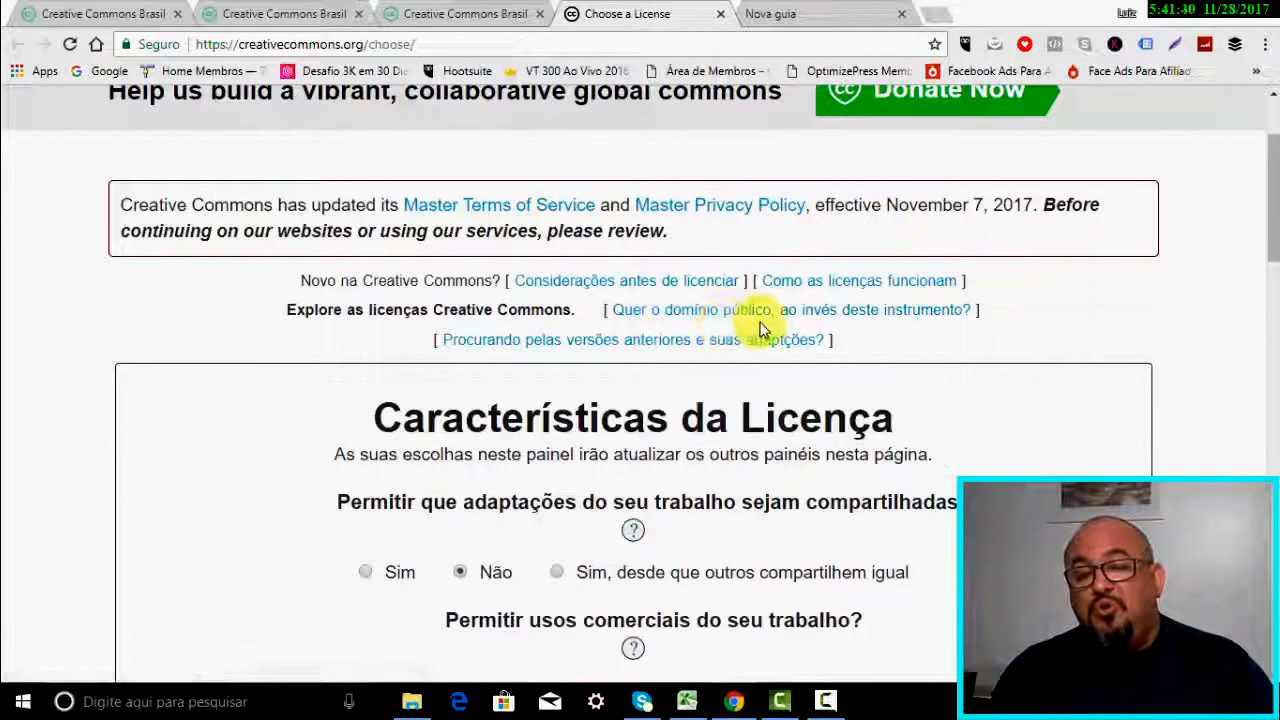 Creative Commons Brasil
Creative Commons Brasil
Creative Commons Brasil
Choose a License
Nova guia
Luiz
5:41:40 11/28/2017
Seguro
https://creativecommons.org/choose/
Apps
Google
Home Membros —
Desafio 3K em 30 Dia
Hootsuite
VT 300 Ao Vivo 2016
Área de Membros –
OptimizePress Memb
Facebook Ads Para A
Face Ads Para Afiliad
»
Help us build a vibrant, collaborative global commons
Donate Now
Creative Commons has updated its Master Terms of Service and Master Privacy Policy, effective November 7, 2017. Before
continuing on our websites or using our services, please review.
Novo na Creative Commons? [ Considerações antes de licenciar ] [ Como as licenças funcionam ]
Explore as licenças Creative Commons. [ Quer o domínio público, ao invés deste instrumento? ]
[ Procurando pelas versões anteriores e suas adaptções? ]
Características da Licença
As suas escolhas neste painel irão atualizar os outros painéis nesta página.
Permitir que adaptações do seu trabalho sejam compartilhadas
?
Sim
Não
Sim, desde que outros compartilhem igual
Permitir usos comerciais do seu trabalho?
?
Digite aqui para pesquisar